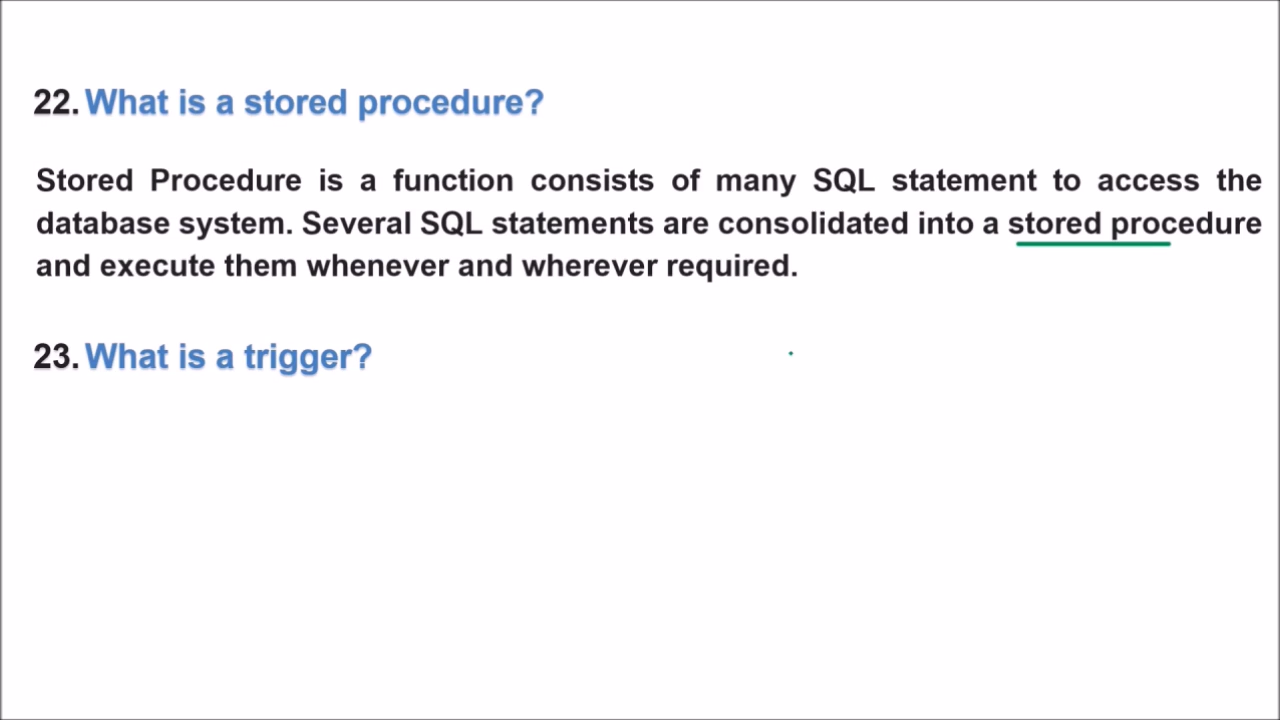 22. What is a stored procedure?
Stored Procedure is a function consists of many SQL statement to access the
database system. Several SQL statements are consolidated into a stored procedure
and execute them whenever and wherever required.
23. What is a trigger?